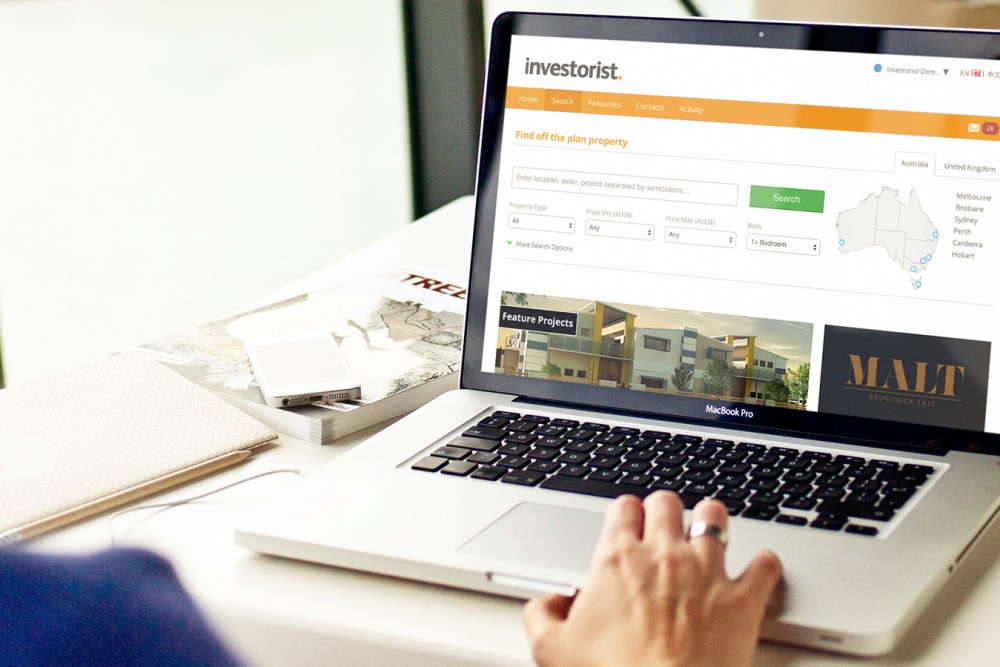 investorist.
Investorist Dem... ▼ EN | 中文
Home Search Favourites Contacts Activity
26
Find off the plan property
Australia United Kingdom
Enter location, seller, project separated by semicolons...
Search
Property Type Price Min (AUD$) Price Max (AUD$) Beds
All Any Any 1+ Bedroom
More Search Options
Melbourne
Brisbane
Sydney
Perth
Canberra
Hobart
Feature Projects
MALT
BRUNSWICK EAST
MacBook Pro
TREE